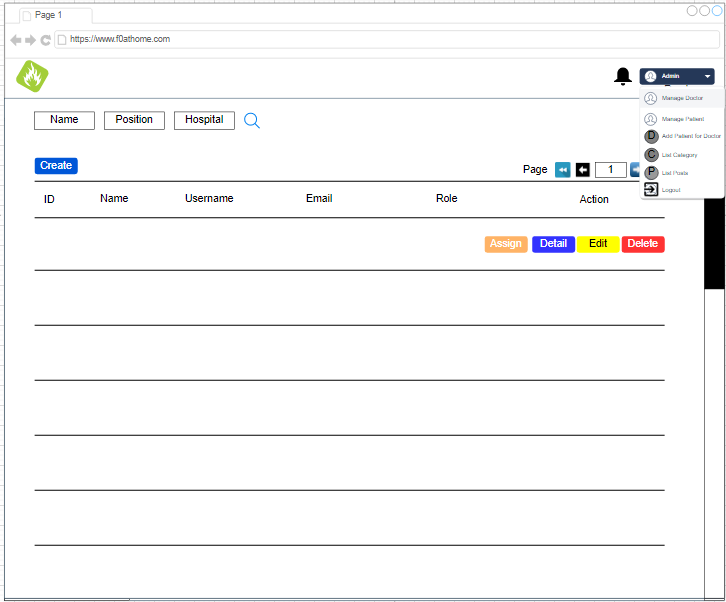 Page 1
https://www.f0athome.com
Admin
Manage Doctor
Name Position Hospital
Manage Patient
D Add Patient for Doctor
C List Category
Create
Page 1
P List Posts
Logout
ID Name Username Email Role Action
Assign Detail Edit Delete